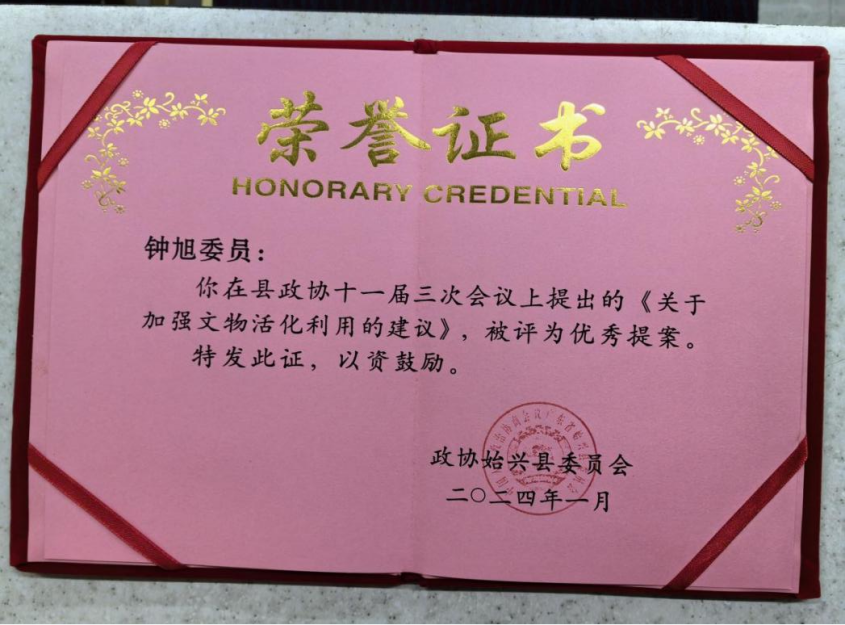 荣誉证书
HONORARY CREDENTIAL
钟旭委员：
你在县政协十一届三次会议上提出的《关于
加强文物活化利用的建议》，被评为优秀提案。
特发此证，以资鼓励。
政协始兴县委员会
二〇二四年一月